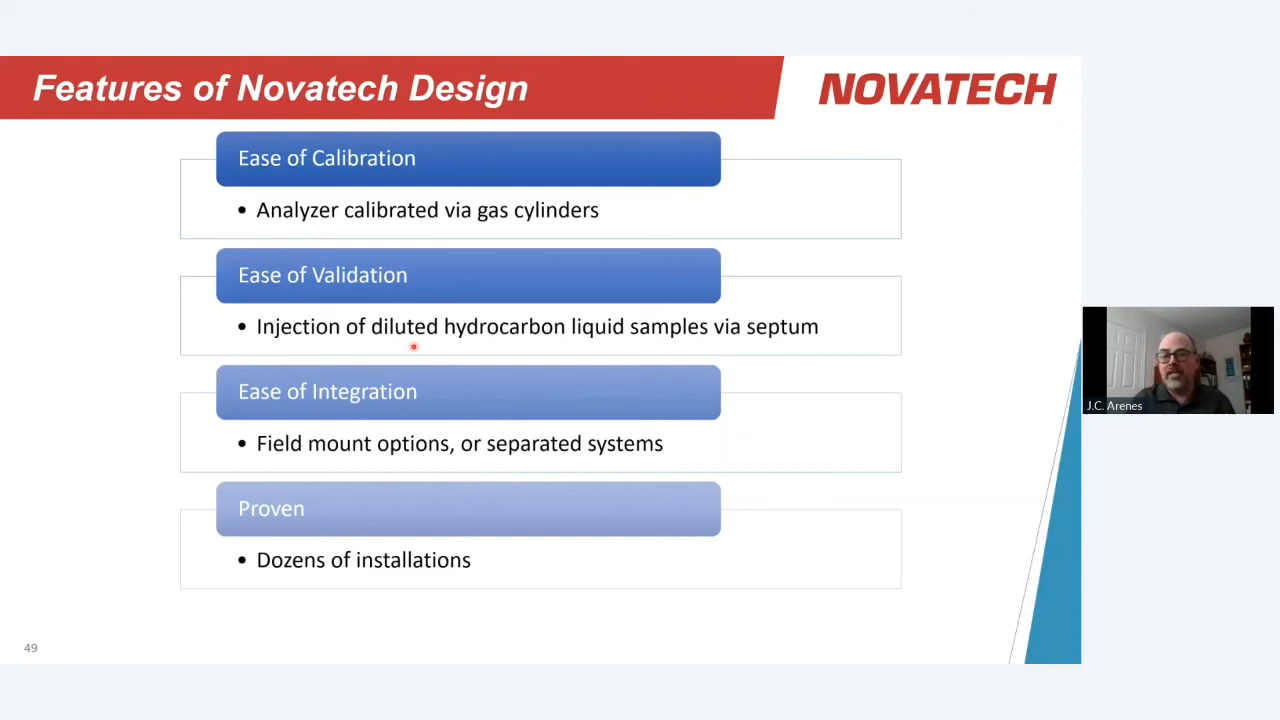 Features of Novatech Design
NOVATECH
Ease of Calibration
• Analyzer calibrated via gas cylinders
Ease of Validation
• Injection of diluted hydrocarbon liquid samples via septum
Ease of Integration
• Field mount options, or separated systems
Proven
• Dozens of installations
J.C. Arenes
49